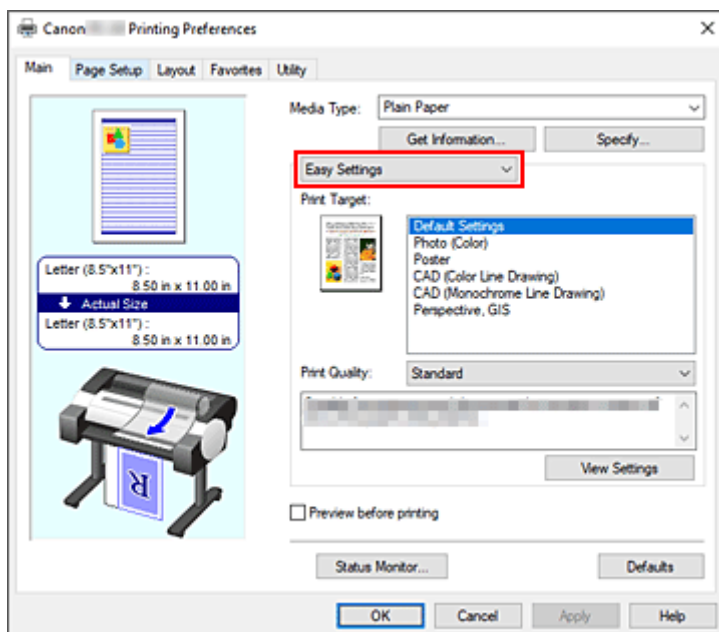 Canon Printing Preferences
Main Page Setup Layout Favorites Utility
Media Type: Plain Paper
Get Information... Specify...
Easy Settings
Print Target:
Default Settings
Photo (Color)
Poster
CAD (Color Line Drawing)
CAD (Monochrome Line Drawing)
Perspective, GIS
Letter (8.5"x11") :
8.50 in x 11.00 in
Actual Size
Letter (8.5"x11") :
8.50 in x 11.00 in
R
Print Quality: Standard
View Settings
Preview before printing
Status Monitor... Defaults
OK Cancel Apply Help